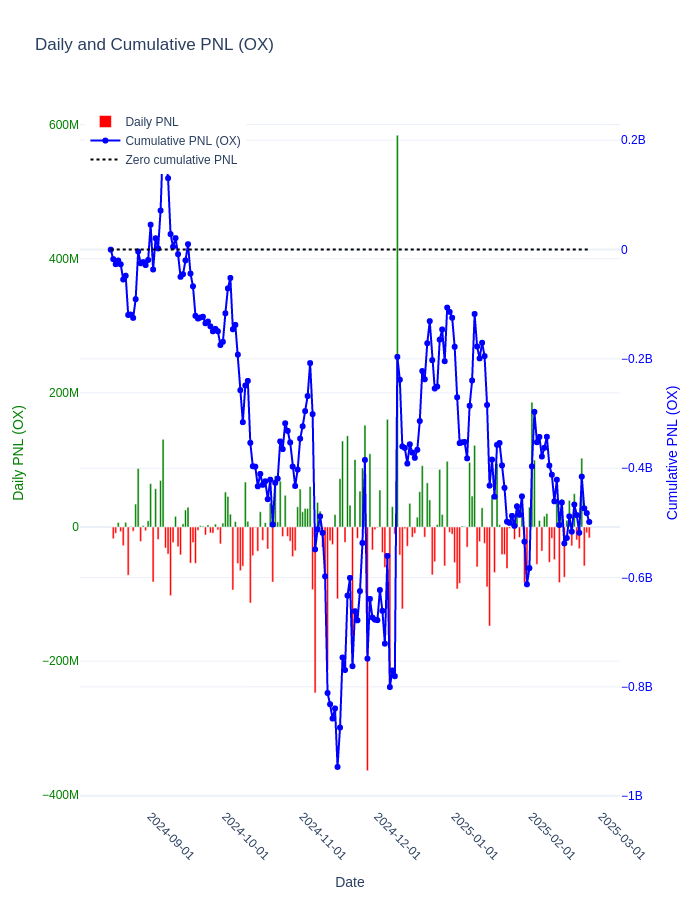 Daily and Cumulative PNL (OX)
Daily PNL
Cumulative PNL (OX)
Zero cumulative PNL
600M
400M
200M
0
−200M
−400M
0.2B
0
−0.2B
−0.4B
−0.6B
−0.8B
−1B
Daily PNL (OX)
Cumulative PNL (OX)
2024-09-01
2024-10-01
2024-11-01
2024-12-01
2025-01-01
2025-02-01
2025-03-01
Date